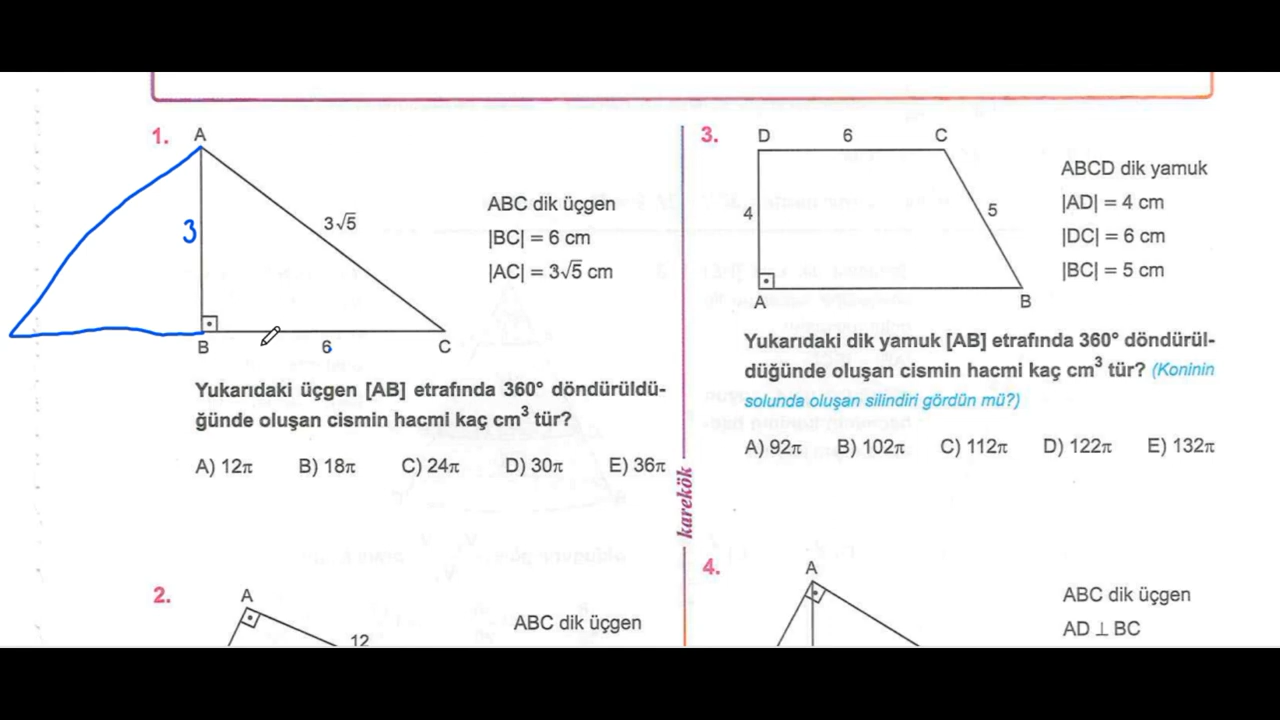 1.
A
3
3√5
B
6
C
ABC dik üçgen
|BC| = 6 cm
|AC| = 3√5 cm
Yukarıdaki üçgen [AB] etrafında 360° döndürüldü-
ğünde oluşan cismin hacmi kaç cm³ tür?
A) 12π B) 18π C) 24π D) 30π E) 36π
2.
A
12
ABC dik üçgen
karekök
3.
D 6 C
4
5
A
B
ABCD dik yamuk
|AD| = 4 cm
|DC| = 6 cm
|BC| = 5 cm
Yukarıdaki dik yamuk [AB] etrafında 360° döndürül-
düğünde oluşan cismin hacmi kaç cm³ tür? (Koninin
solunda oluşan silindiri gördün mü?)
A) 92π B) 102π C) 112π D) 122π E) 132π
4.
A
ABC dik üçgen
AD ⊥ BC